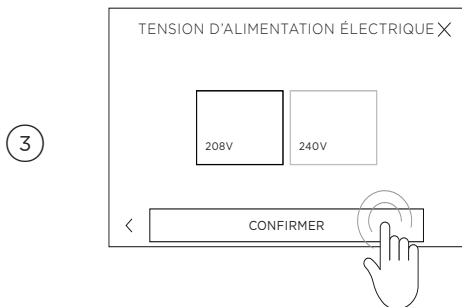 TENSION D’ALIMENTATION ÉLECTRIQUE
3
208V 240V
CONFIRMER